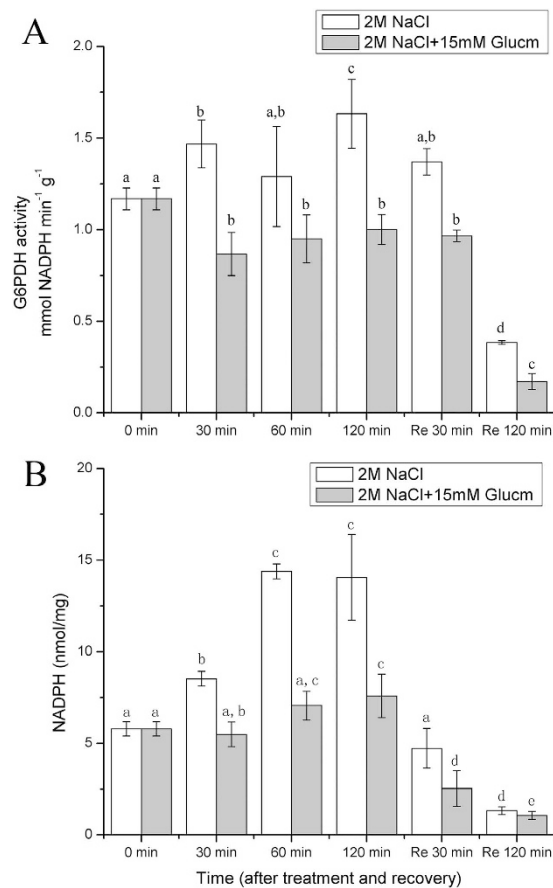 A
2M NaCl
2M NaCl+15mM Glucm
G6PDH activity
mmol NADPH min⁻¹ g⁻¹
2.0
1.5
1.0
0.5
0.0
a a b b a,b b c b a,b b d c
0 min 30 min 60 min 120 min Re 30 min Re 120 min
B
2M NaCl
2M NaCl+15mM Glucm
NADPH (nmol/mg)
20
15
10
5
0
a a b a, b c a, c c c a d d e
0 min 30 min 60 min 120 min Re 30 min Re 120 min
Time (after treatment and recovery)